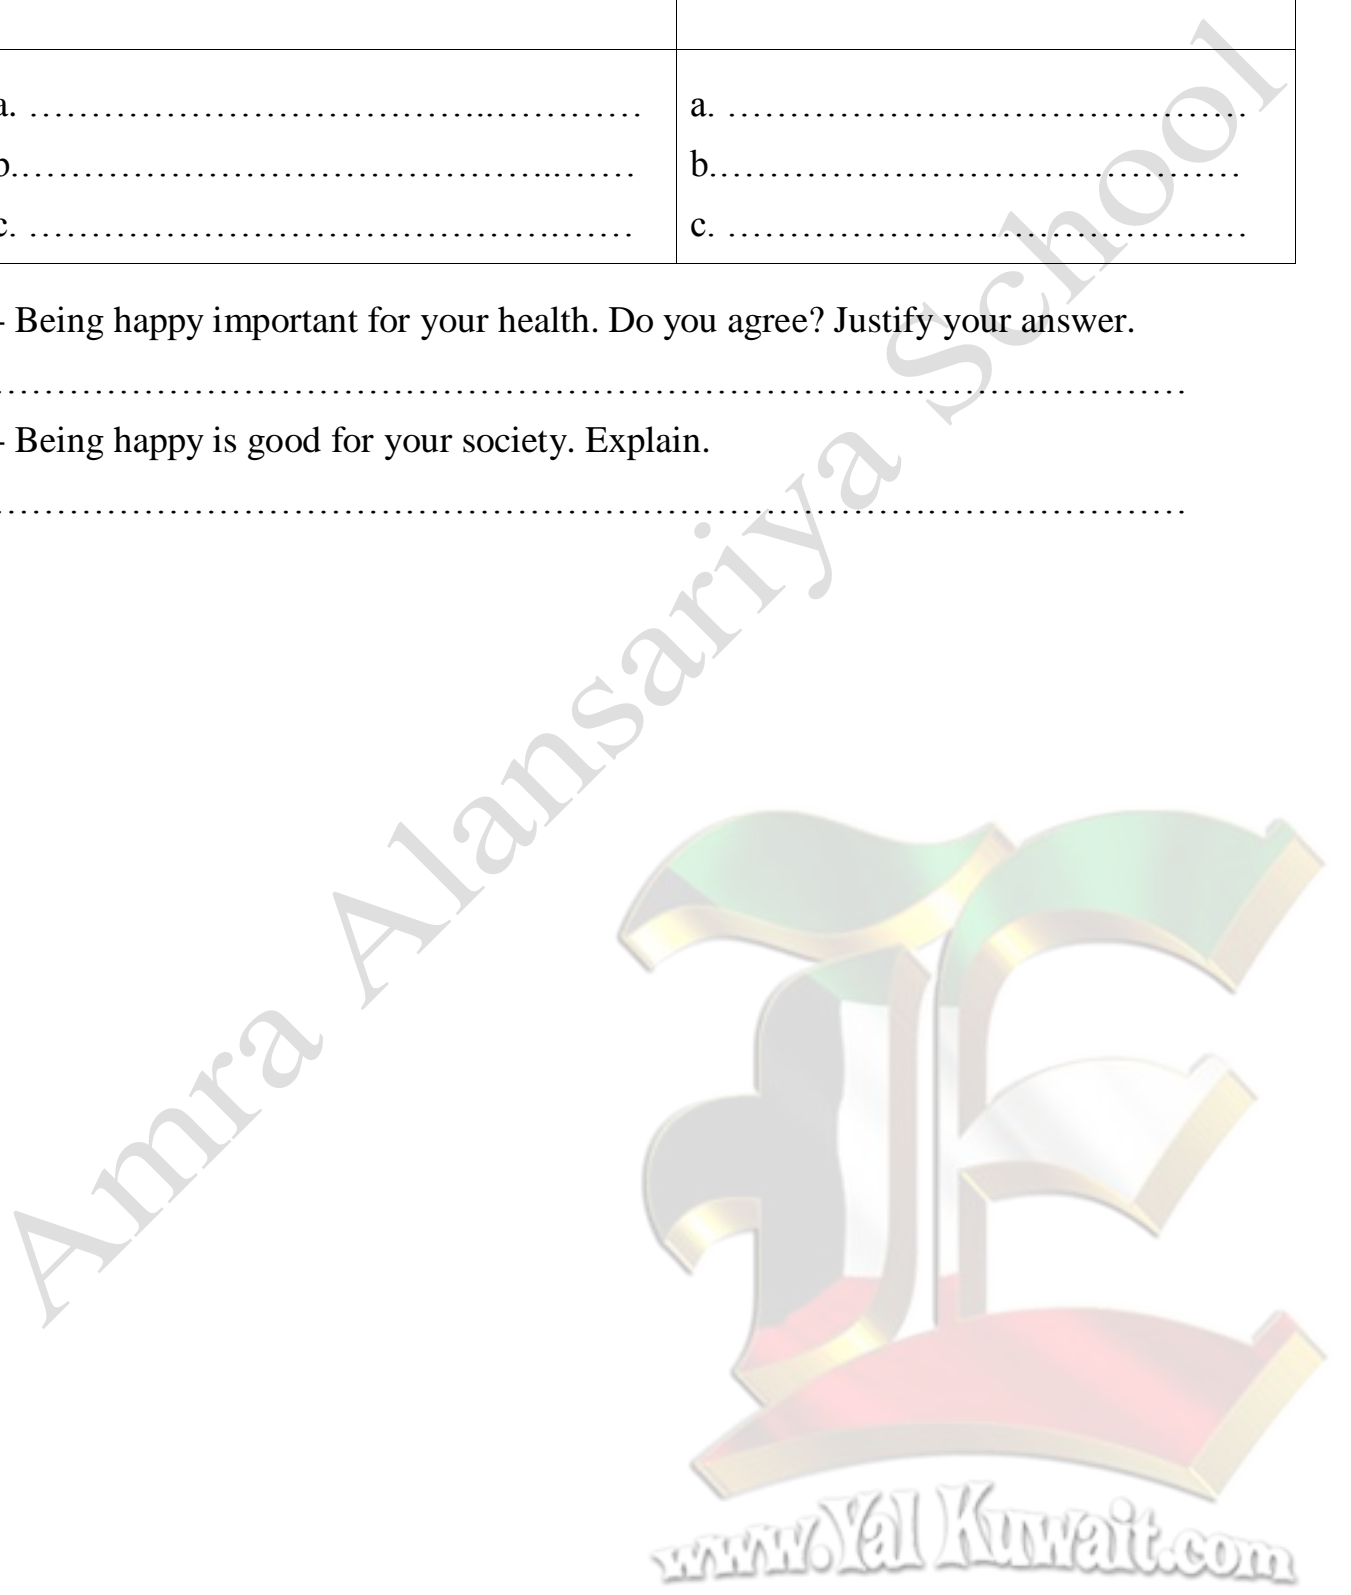 a. ………………………………..………… a. ……………………………………
b.……………………………………..…… b.……………………………………
c. …………………………………….…… c. ……………………………………
- Being happy important for your health. Do you agree? Justify your answer.
……………………………………………………………………………………
- Being happy is good for your society. Explain.
……………………………………………………………………………………
Amra Alansariya School
www.Yal Kuwait.com